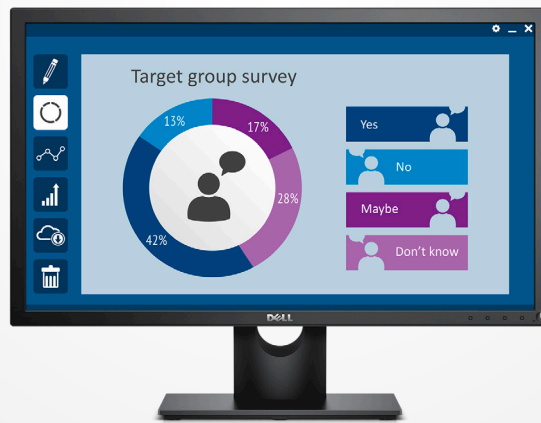 Target group survey
13%
17%
28%
42%
Yes
No
Maybe
Don't know
DELL